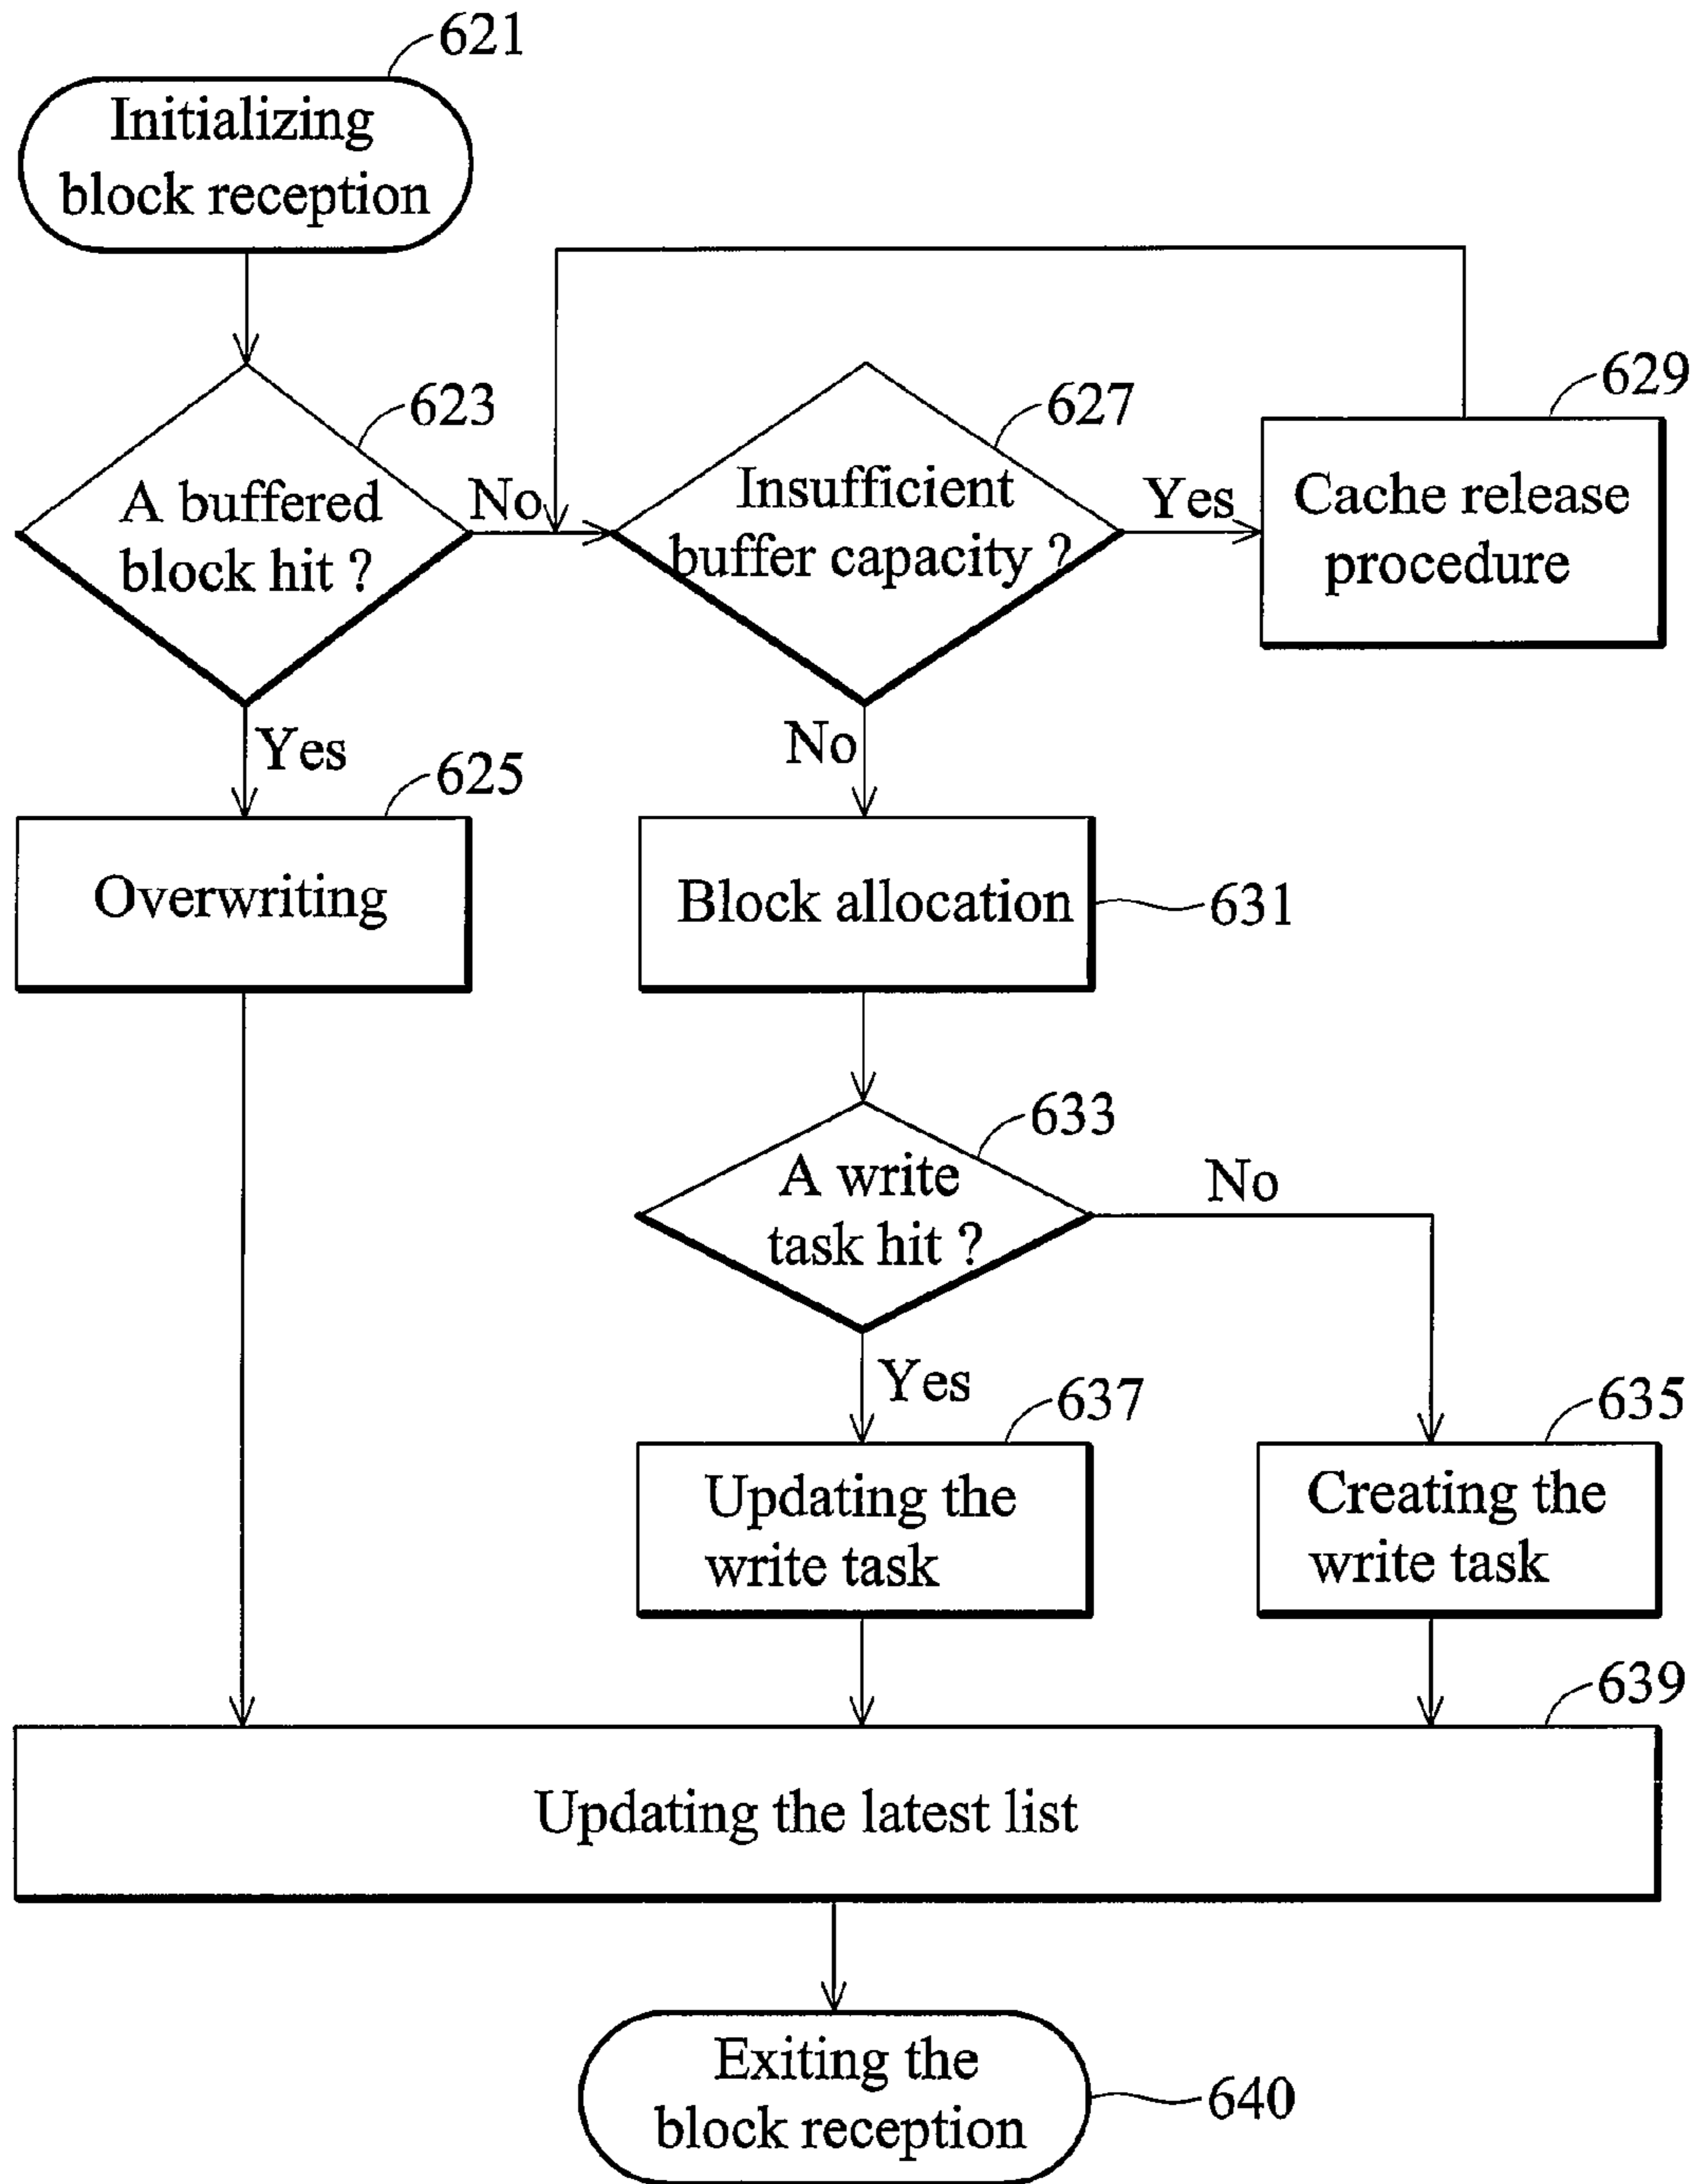 621
Initializing
block reception
623
A buffered
block hit ?
No
627
Insufficient
buffer capacity ?
Yes
629
Cache release
procedure
Yes
625
Overwriting
No
Block allocation
631
633
A write
task hit ?
No
Yes
637
Updating the
write task
635
Creating the
write task
639
Updating the latest list
Exiting the
block reception
640